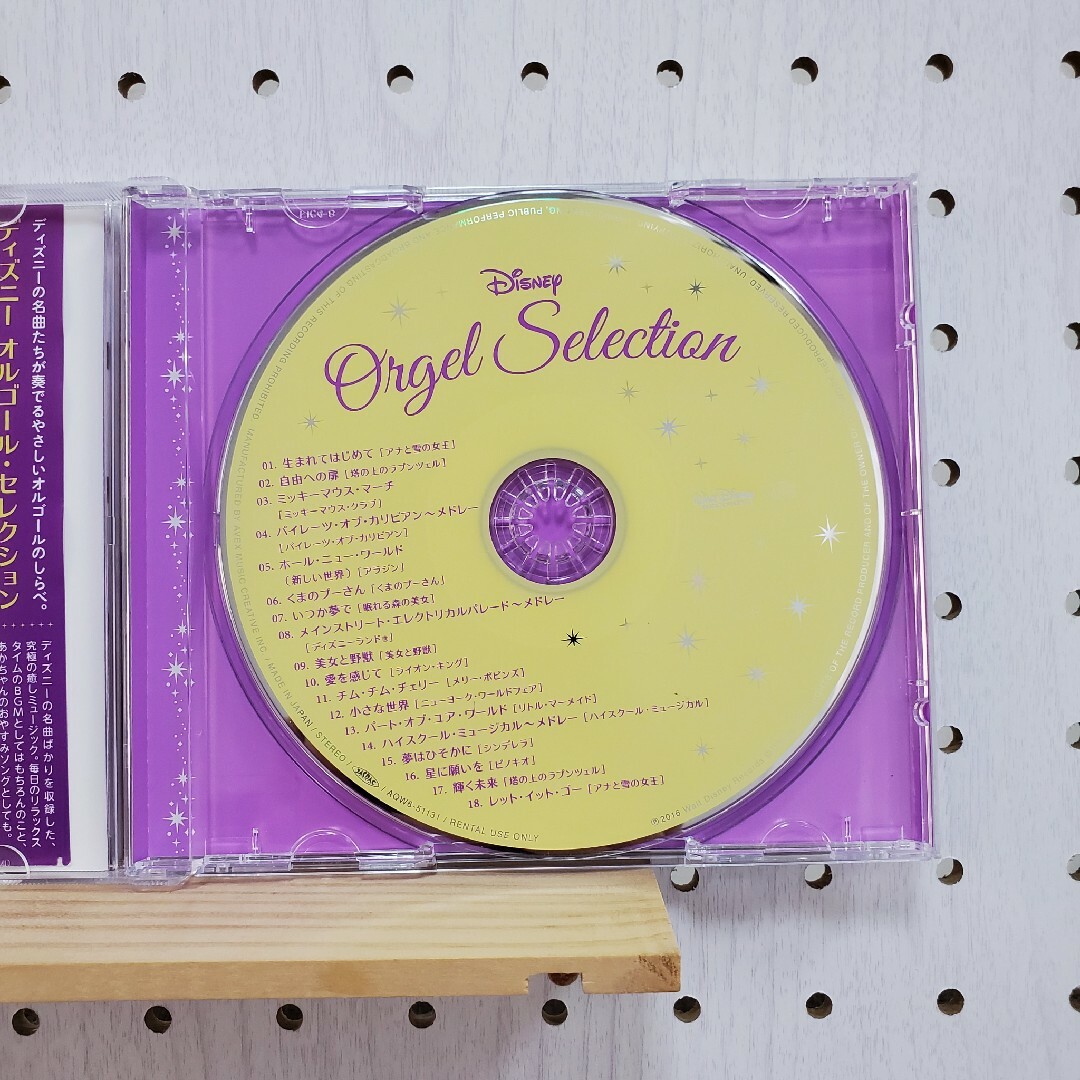 ディズニーの名曲たちが奏でるやさしいオルゴールのしらべ。
ディズニー オルゴール・セレクション
ディズニーの名曲ばかりを収録した、
究極の癒しミュージック。毎日のリラックス
タイムのBGMとしてはもちろんのこと、
あかちゃんのおやすみソングとしても。
Disney
Orgel Selection
01. 生まれてはじめて「アナと雪の女王」
02. 自由への扉「塔の上のラプンツェル」
03. ミッキーマウス・マーチ
「ミッキーマウス・クラブ」
04. パイレーツ・オブ・カリビアン～メドレー
「パイレーツ・オブ・カリビアン」
05. ホール・ニュー・ワールド
(新しい世界)「アラジン」
06. くまのプーさん「くまのプーさん」
07. いつか夢で「眠れる森の美女」
08. メインストリート・エレクトリカルパレード～メドレー
「ディズニーランド®」
09. 美女と野獣「美女と野獣」
10. 愛を感じて「ライオン・キング」
11. チム・チム・チェリー「メリー・ポピンズ」
12. 小さな世界「ニューヨーク・ワールドフェア」
13. パート・オブ・ユア・ワールド「リトル・マーメイド」
14. ハイスクール・ミュージカル～メドレー「ハイスクール・ミュージカル」
15. 夢はひそかに「シンデレラ」
16. 星に願いを「ピノキオ」
17. 輝く未来「塔の上のラプンツェル」
18. レット・イット・ゴー「アナと雪の女王」
MANUFACTURED BY AVEX MUSIC CREATIVE INC. / MADE IN JAPAN / STEREO /
AQW6-51131 / RENTAL USE ONLY
℗2016 Walt Disney
OF THE RECORD PRODUCER AND OF THE OWNER
OF THIS RECORDING PROHIBITED